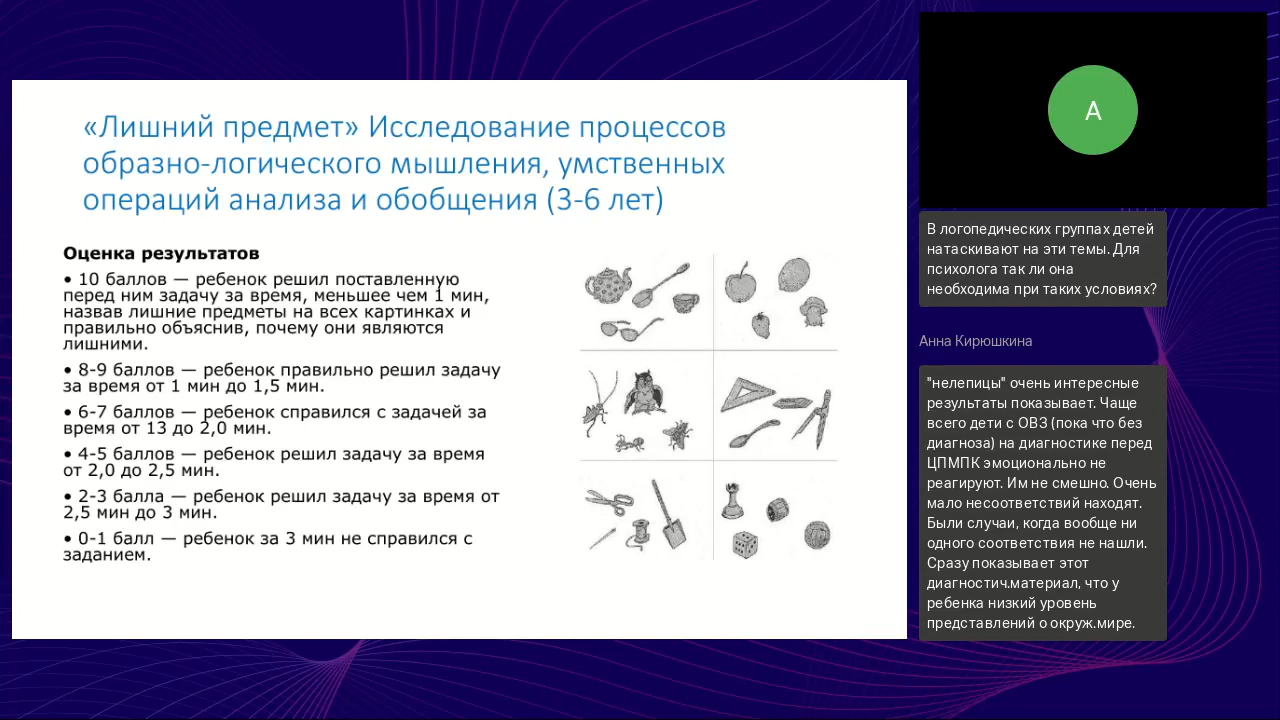 «Лишний предмет» Исследование процессов
образно-логического мышления, умственных
операций анализа и обобщения (3-6 лет)
Оценка результатов
• 10 баллов — ребенок решил поставленную
перед ним задачу за время, меньшее чем 1 мин,
назвав лишние предметы на всех картинках и
правильно объяснив, почему они являются
лишними.
• 8-9 баллов — ребенок правильно решил задачу
за время от 1 мин до 1,5 мин.
• 6-7 баллов — ребенок справился с задачей за
время от 13 до 2,0 мин.
• 4-5 баллов — ребенок решил задачу за время
от 2,0 до 2,5 мин.
• 2-3 балла — ребенок решил задачу за время от
2,5 мин до 3 мин.
• 0-1 балл — ребенок за 3 мин не справился с
заданием.
А
В логопедических группах детей
натаскивают на эти темы. Для
психолога так ли она
необходима при таких условиях?
Анна Кирюшкина
"нелепицы" очень интересные
результаты показывает. Чаще
всего дети с ОВЗ (пока что без
диагноза) на диагностике перед
ЦПМПК эмоционально не
реагируют. Им не смешно. Очень
мало несоответствий находят.
Были случаи, когда вообще ни
одного соответствия не нашли.
Сразу показывает этот
диагностич.материал, что у
ребенка низкий уровень
представлений о окруж.мире.